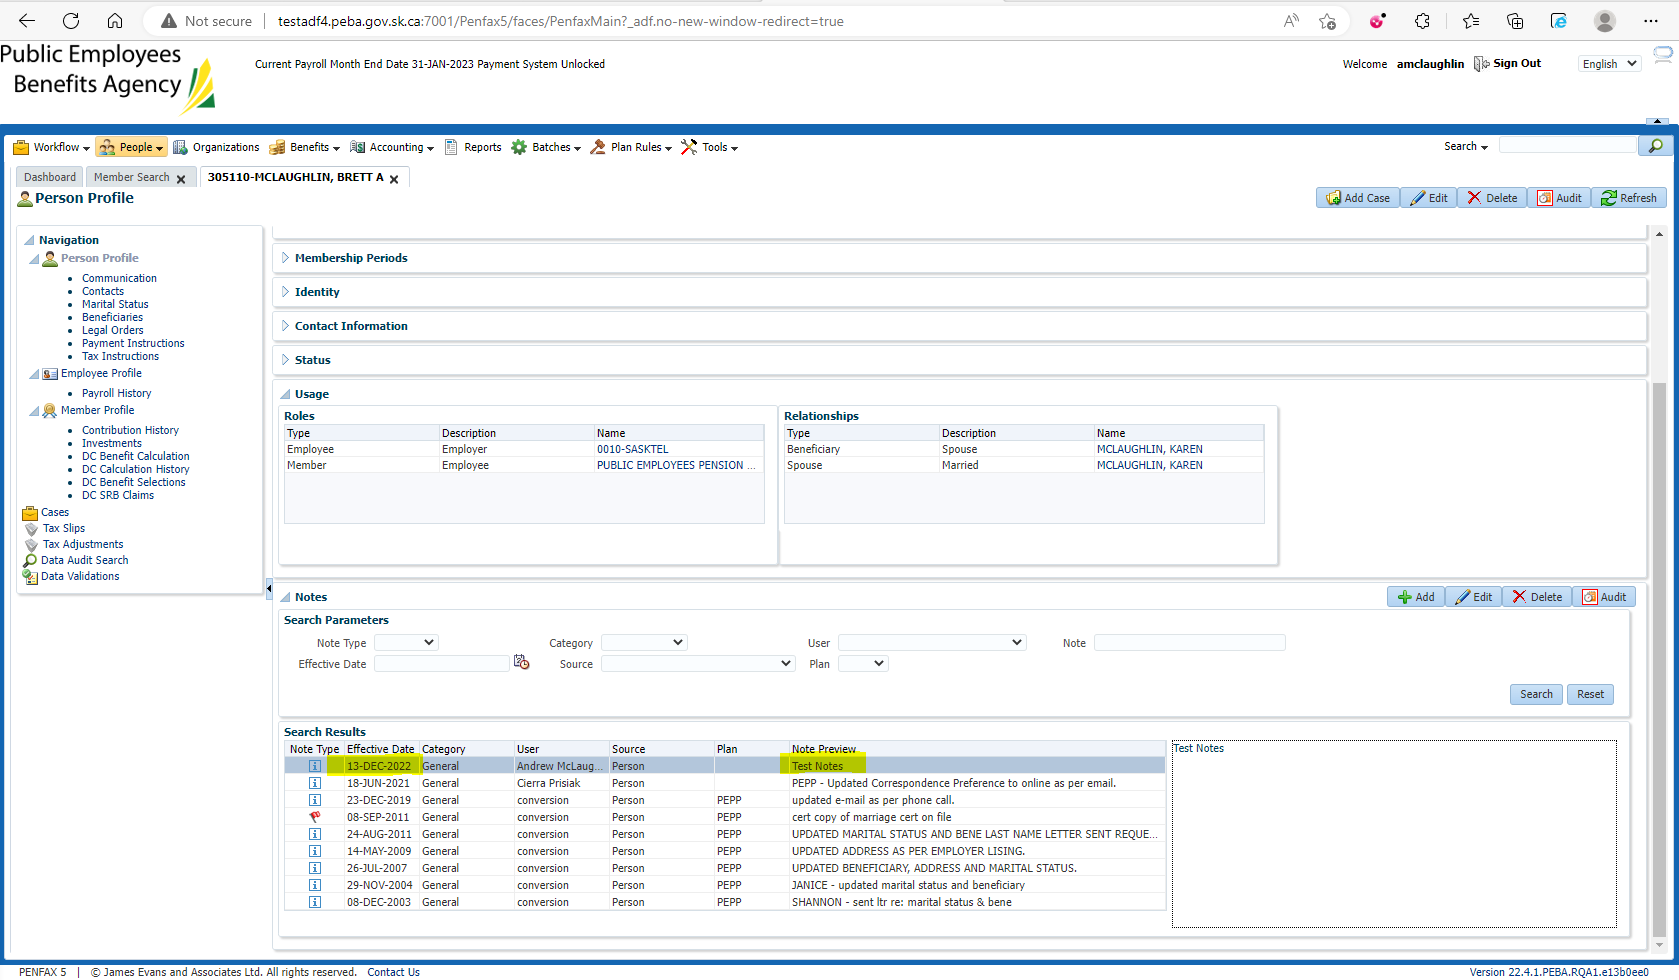 Not secure testadf4.peba.gov.sk.ca:7001/Penfax5/faces/PenfaxMain?_adf.no-new-window-redirect=true
Public Employees
Benefits Agency
Current Payroll Month End Date 31-JAN-2023 Payment System Unlocked
Welcome amclaughlin Sign Out English
Workflow People Organizations Benefits Accounting Reports Batches Plan Rules Tools Search
Dashboard Member Search 305110-MCLAUGHLIN, BRETT A
Person Profile
Add Case Edit Delete Audit Refresh
Navigation
Person Profile
Communication
Contacts
Marital Status
Beneficiaries
Legal Orders
Payment Instructions
Tax Instructions
Employee Profile
Payroll History
Member Profile
Contribution History
Investments
DC Benefit Calculation
DC Calculation History
DC Benefit Selections
DC SRB Claims
Cases
Tax Slips
Tax Adjustments
Data Audit Search
Data Validations
Membership Periods
Identity
Contact Information
Status
Usage
Roles
Type Description Name
Employee Employer 0010-SASKTEL
Member Employee PUBLIC EMPLOYEES PENSION ...
Relationships
Type Description Name
Beneficiary Spouse MCLAUGHLIN, KAREN
Spouse Married MCLAUGHLIN, KAREN
Notes
Add Edit Delete Audit
Search Parameters
Note Type Category User Note
Effective Date Source Plan
Search Reset
Search Results
Note Type Effective Date Category User Source Plan Note Preview
13-DEC-2022 General Andrew McLaug... Person Test Notes
18-JUN-2021 General Cierra Prisiak Person PEPP - Updated Correspondence Preference to online as per email.
23-DEC-2019 General conversion Person PEPP updated e-mail as per phone call.
08-SEP-2011 General conversion Person PEPP cert copy of marriage cert on file
24-AUG-2011 General conversion Person PEPP UPDATED MARITAL STATUS AND BENE LAST NAME LETTER SENT REQUE...
14-MAY-2009 General conversion Person PEPP UPDATED ADDRESS AS PER EMPLOYER LISING.
26-JUL-2007 General conversion Person PEPP UPDATED BENEFICIARY, ADDRESS AND MARITAL STATUS.
29-NOV-2004 General conversion Person PEPP JANICE - updated marital status and beneficiary
08-DEC-2003 General conversion Person PEPP SHANNON - sent ltr re: marital status & bene
Test Notes
PENFAX 5 | © James Evans and Associates Ltd. All rights reserved. Contact Us
Version 22.4.1.PEBA.RQA1.e13b0ee0